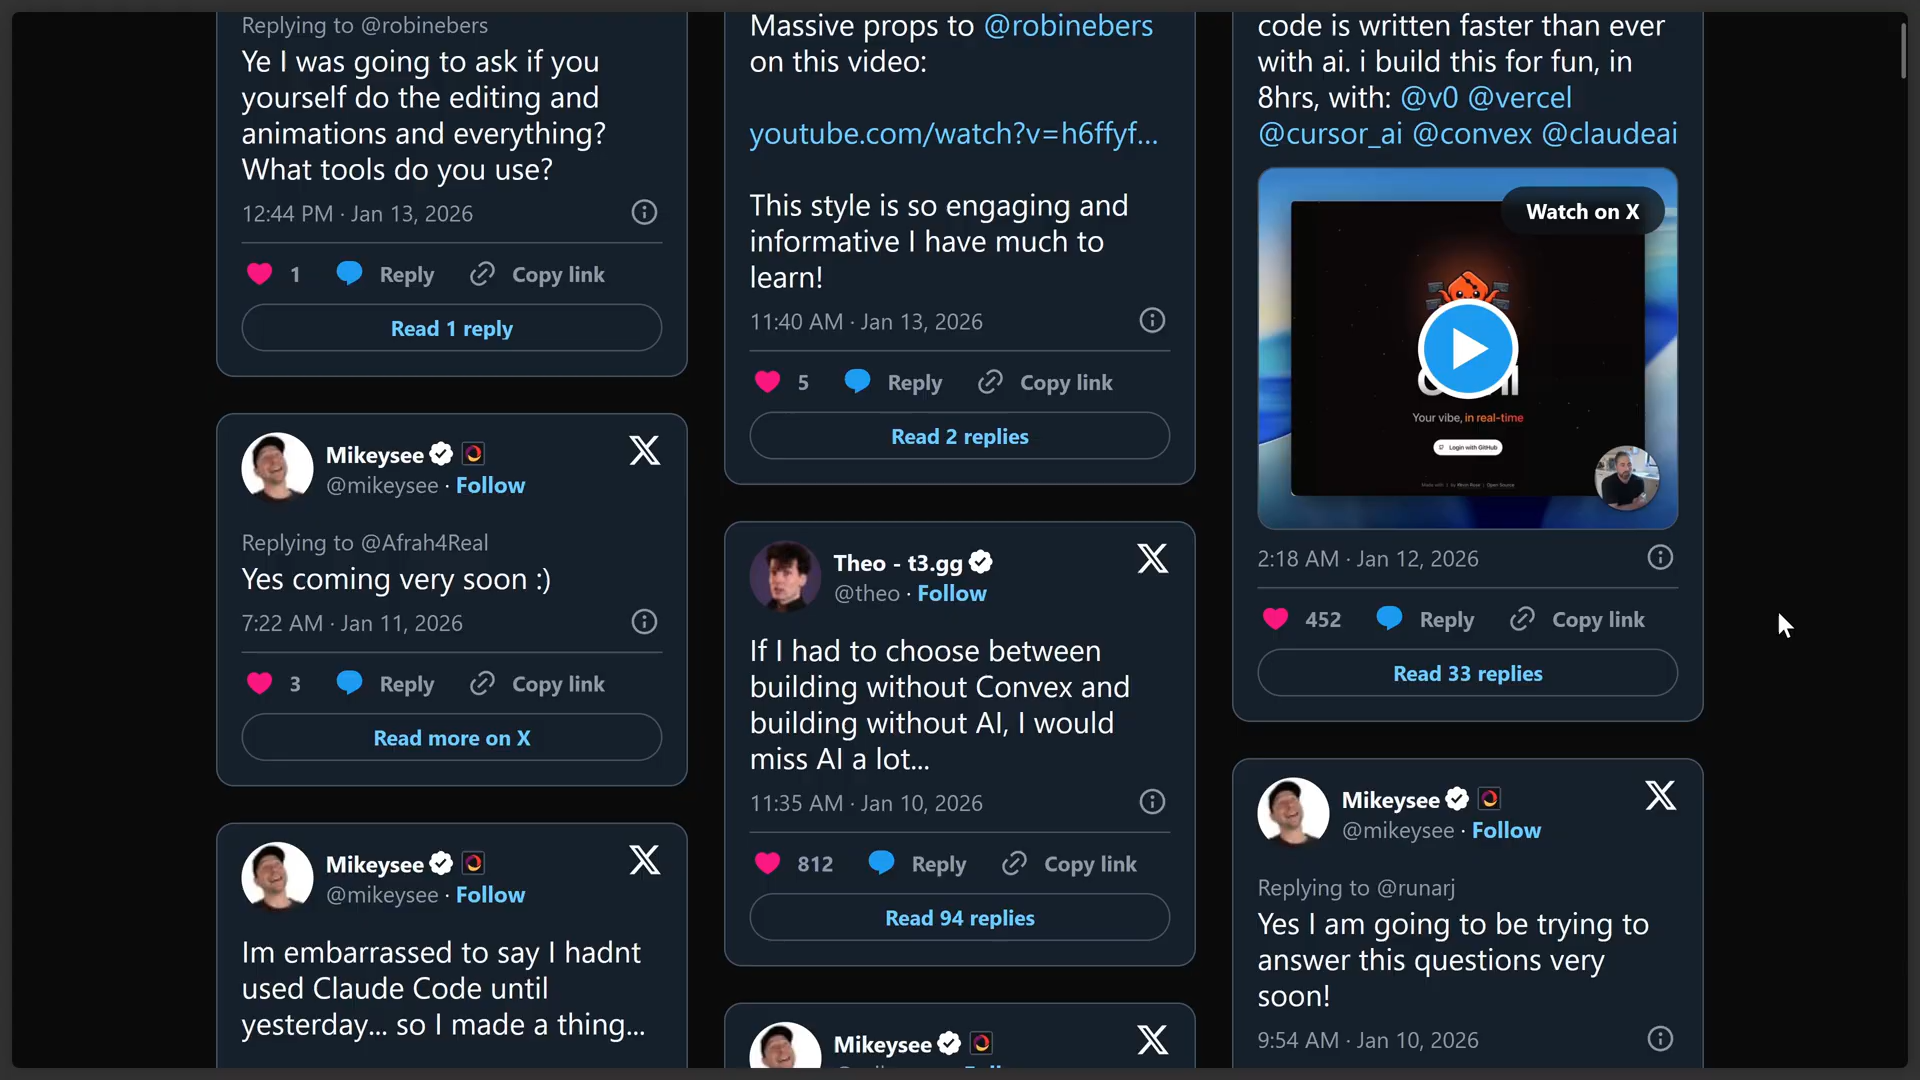 Replying to @robinebers
Ye I was going to ask if you
yourself do the editing and
animations and everything?
What tools do you use?
12:44 PM · Jan 13, 2026
1 Reply Copy link
Read 1 reply
Mikeysee
@mikeysee · Follow
Replying to @Afrah4Real
Yes coming very soon :)
7:22 AM · Jan 11, 2026
3 Reply Copy link
Read more on X
Mikeysee
@mikeysee · Follow
Im embarrassed to say I hadnt
used Claude Code until
yesterday... so I made a thing...
Massive props to @robinebers
on this video:
youtube.com/watch?v=h6ffyf...
This style is so engaging and
informative I have much to
learn!
11:40 AM · Jan 13, 2026
5 Reply Copy link
Read 2 replies
Theo - t3.gg
@theo · Follow
If I had to choose between
building without Convex and
building without AI, I would
miss AI a lot...
11:35 AM · Jan 10, 2026
812 Reply Copy link
Read 94 replies
Mikeysee
code is written faster than ever
with ai. i build this for fun, in
8hrs, with: @v0 @vercel
@cursor_ai @convex @claudeai
Watch on X
Your vibe, in real-time
Login with GitHub
2:18 AM · Jan 12, 2026
452 Reply Copy link
Read 33 replies
Mikeysee
@mikeysee · Follow
Replying to @runarj
Yes I am going to be trying to
answer this questions very
soon!
9:54 AM · Jan 10, 2026